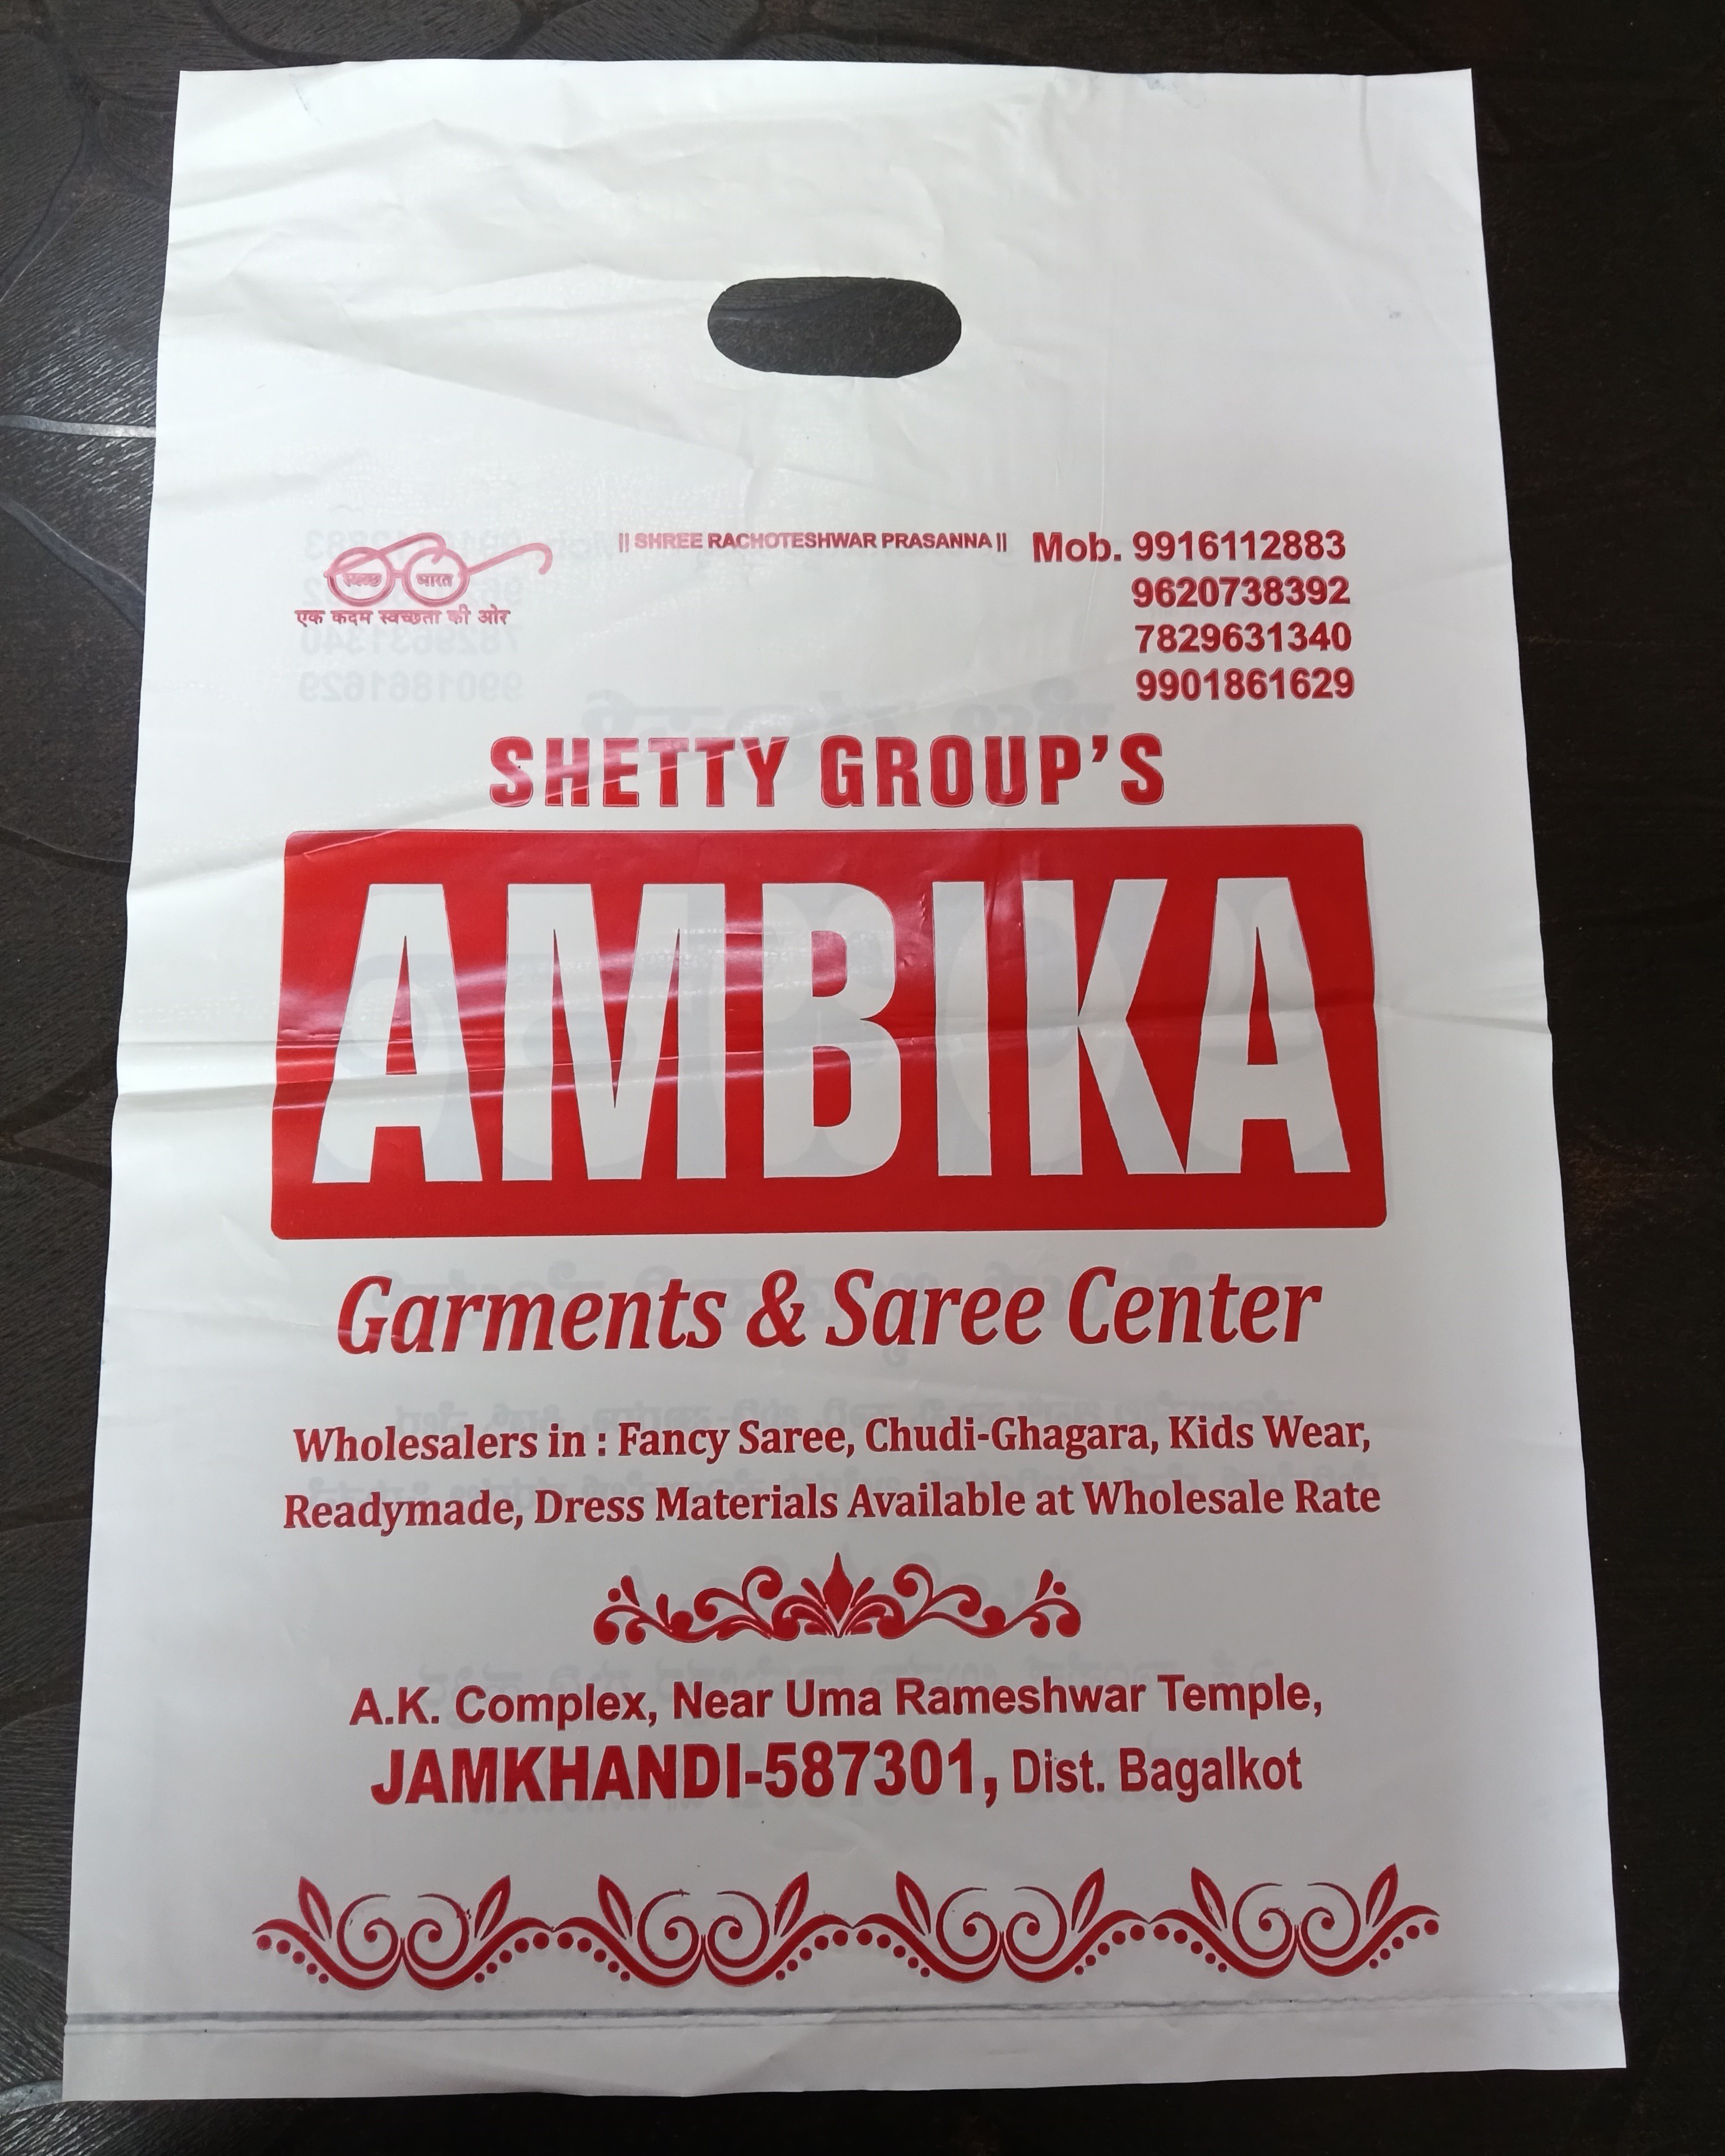 स्वच्छ भारत
एक कदम स्वच्छता की ओर
|| SHREE RACHOTESHWAR PRASANNA ||
Mob. 9916112883
9620738392
7829631340
9901861629
SHETTY GROUP'S
AMBIKA
Garments & Saree Center
Wholesalers in : Fancy Saree, Chudi-Ghagara, Kids Wear,
Readymade, Dress Materials Available at Wholesale Rate
A.K. Complex, Near Uma Rameshwar Temple,
JAMKHANDI-587301, Dist. Bagalkot